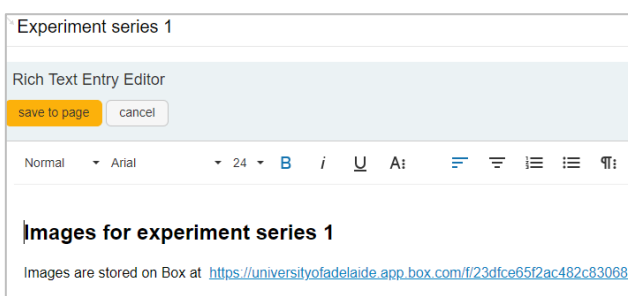 Experiment series 1
Rich Text Entry Editor
save to page cancel
Normal Arial 24 B i U A
Images for experiment series 1
Images are stored on Box at https://universityofadelaide.app.box.com/f/23dfce65f2ac482c83068